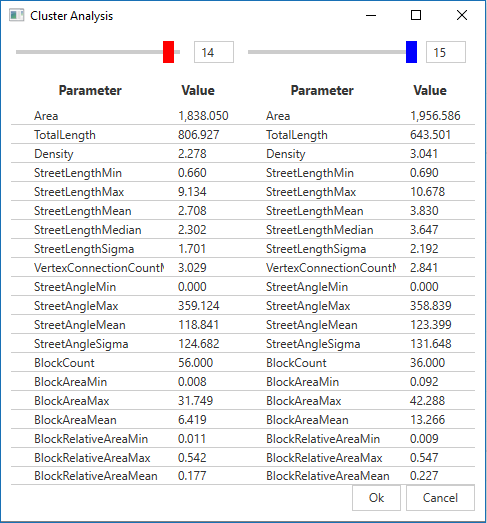 Cluster Analysis
14 15
Parameter Value Parameter Value
Area 1,838.050 Area 1,956.586
TotalLength 806.927 TotalLength 643.501
Density 2.278 Density 3.041
StreetLengthMin 0.660 StreetLengthMin 0.690
StreetLengthMax 9.134 StreetLengthMax 10.678
StreetLengthMean 2.708 StreetLengthMean 3.830
StreetLengthMedian 2.302 StreetLengthMedian 3.647
StreetLengthSigma 1.701 StreetLengthSigma 2.192
VertexConnectionCountM 3.029 VertexConnectionCountM 2.841
StreetAngleMin 0.000 StreetAngleMin 0.000
StreetAngleMax 359.124 StreetAngleMax 358.839
StreetAngleMean 118.841 StreetAngleMean 123.399
StreetAngleSigma 124.682 StreetAngleSigma 131.648
BlockCount 56.000 BlockCount 36.000
BlockAreaMin 0.008 BlockAreaMin 0.092
BlockAreaMax 31.749 BlockAreaMax 42.288
BlockAreaMean 6.419 BlockAreaMean 13.266
BlockRelativeAreaMin 0.011 BlockRelativeAreaMin 0.009
BlockRelativeAreaMax 0.542 BlockRelativeAreaMax 0.547
BlockRelativeAreaMean 0.177 BlockRelativeAreaMean 0.227
Ok Cancel